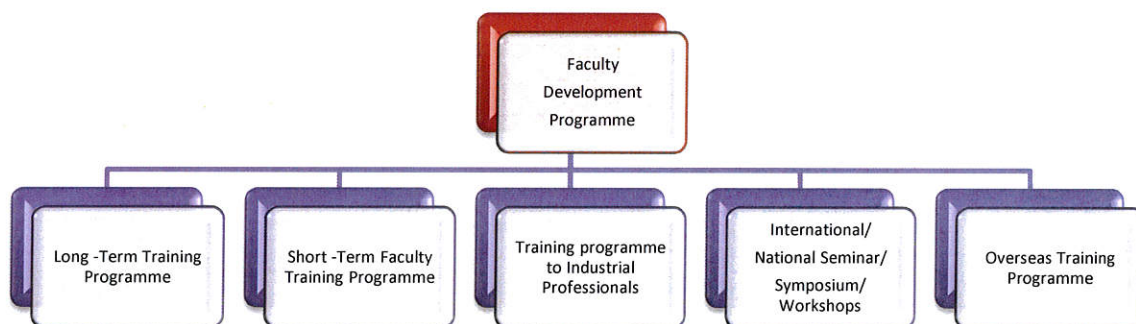 Faculty
Development
Programme
Long -Term Training
Programme
Short -Term Faculty
Training Programme
Training programme
to Industrial
Professionals
International/
National Seminar/
Symposium/
Workshops
Overseas Training
Programme